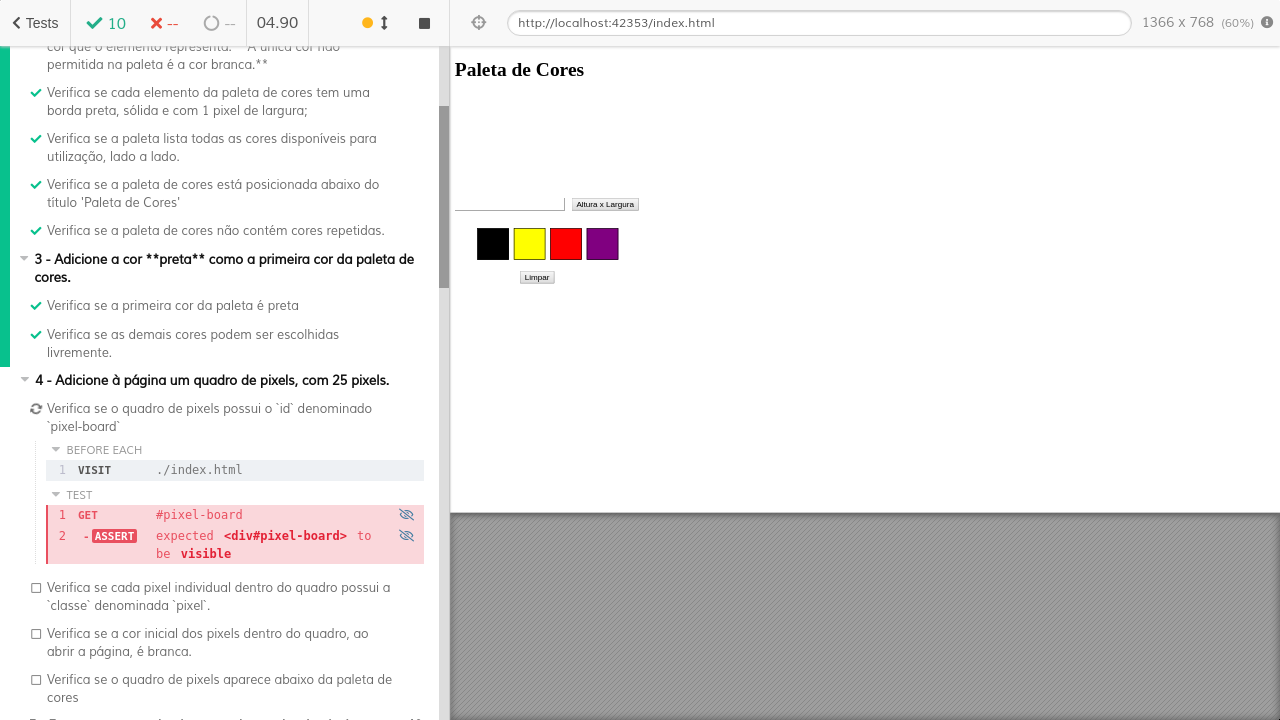 Tests
10
--
--
04.90
http://localhost:42353/index.html
1366 x 768 (60%)
cor que o elemento representa. **A única cor não
permitida na paleta é a cor branca.**
Verifica se cada elemento da paleta de cores tem uma
borda preta, sólida e com 1 pixel de largura;
Verifica se a paleta lista todas as cores disponíveis para
utilização, lado a lado.
Verifica se a paleta de cores está posicionada abaixo do
título 'Paleta de Cores'
Verifica se a paleta de cores não contém cores repetidas.
3 - Adicione a cor **preta** como a primeira cor da paleta de
cores.
Verifica se a primeira cor da paleta é preta
Verifica se as demais cores podem ser escolhidas
livremente.
4 - Adicione à página um quadro de pixels, com 25 pixels.
Verifica se o quadro de pixels possui o `id` denominado
`pixel-board`
BEFORE EACH
1 VISIT ./index.html
TEST
1 GET #pixel-board
2 -ASSERT expected <div#pixel-board> to
be visible
Verifica se cada pixel individual dentro do quadro possui a
`classe` denominada `pixel`.
Verifica se a cor inicial dos pixels dentro do quadro, ao
abrir a página, é branca.
Verifica se o quadro de pixels aparece abaixo da paleta de
cores
Paleta de Cores
Altura x Largura
Limpar